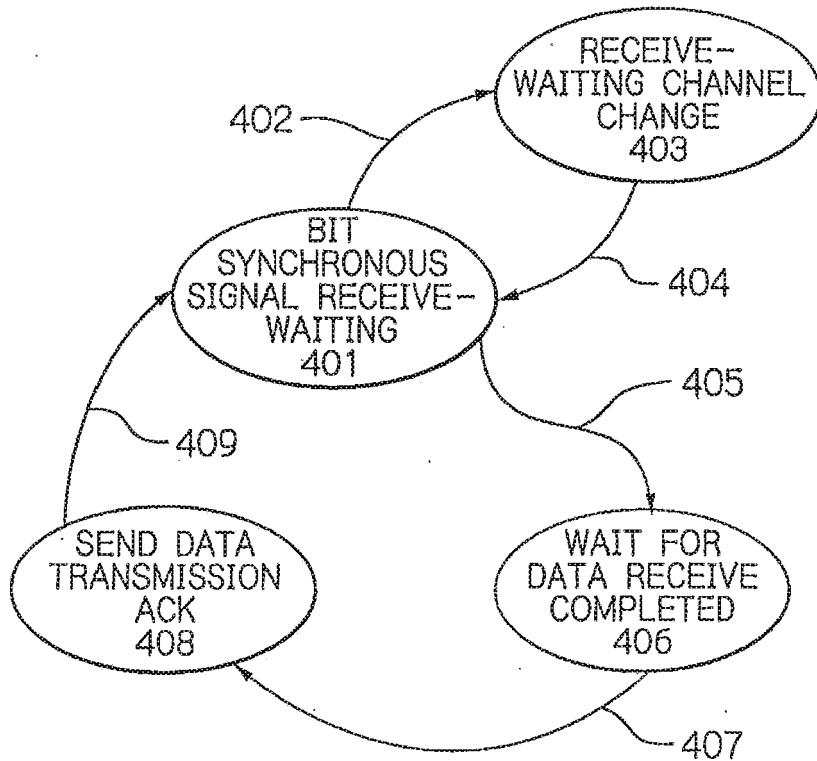 RECEIVE-
WAITING CHANNEL
CHANGE
403
402
BIT
SYNCHRONOUS
SIGNAL RECEIVE-
WAITING
401
404
405
409
SEND DATA
TRANSMISSION
ACK
408
WAIT FOR
DATA RECEIVE
COMPLETED
406
407